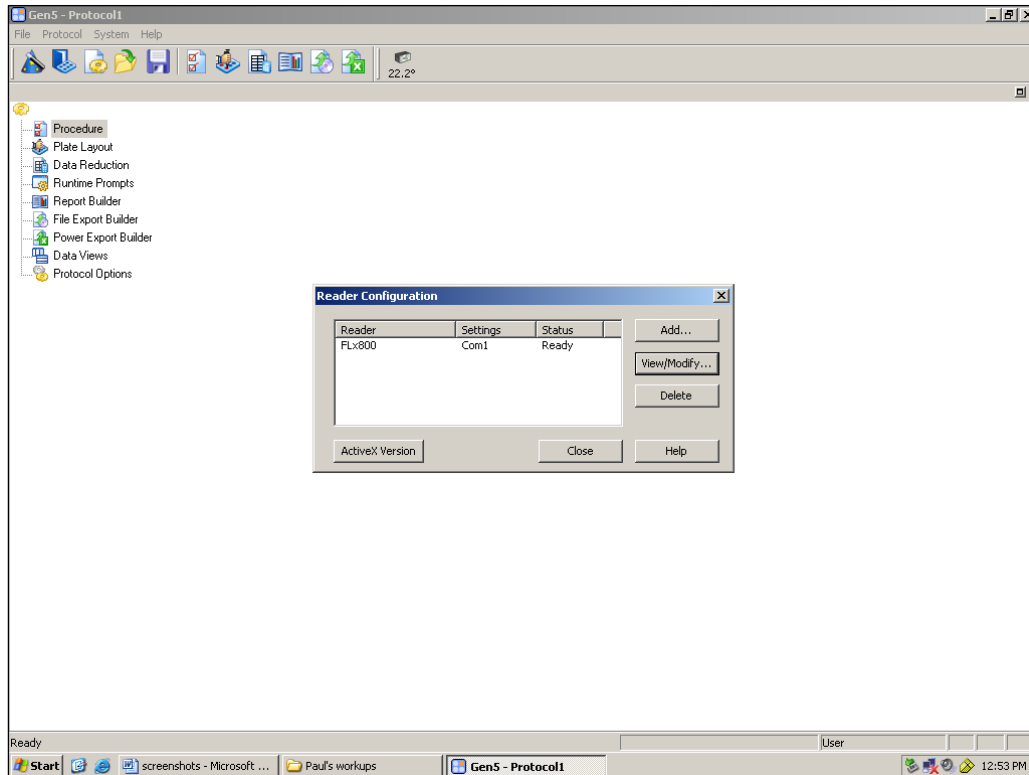 Gen5 - Protocol1
File Protocol System Help
22.2°
Procedure
Plate Layout
Data Reduction
Runtime Prompts
Report Builder
File Export Builder
Power Export Builder
Data Views
Protocol Options
Reader Configuration
Reader Settings Status
FLx800 Com1 Ready
Add...
View/Modify...
Delete
ActiveX Version Close Help
Ready User
Start screenshots - Microsoft ... Paul's workups Gen5 - Protocol1 12:53 PM